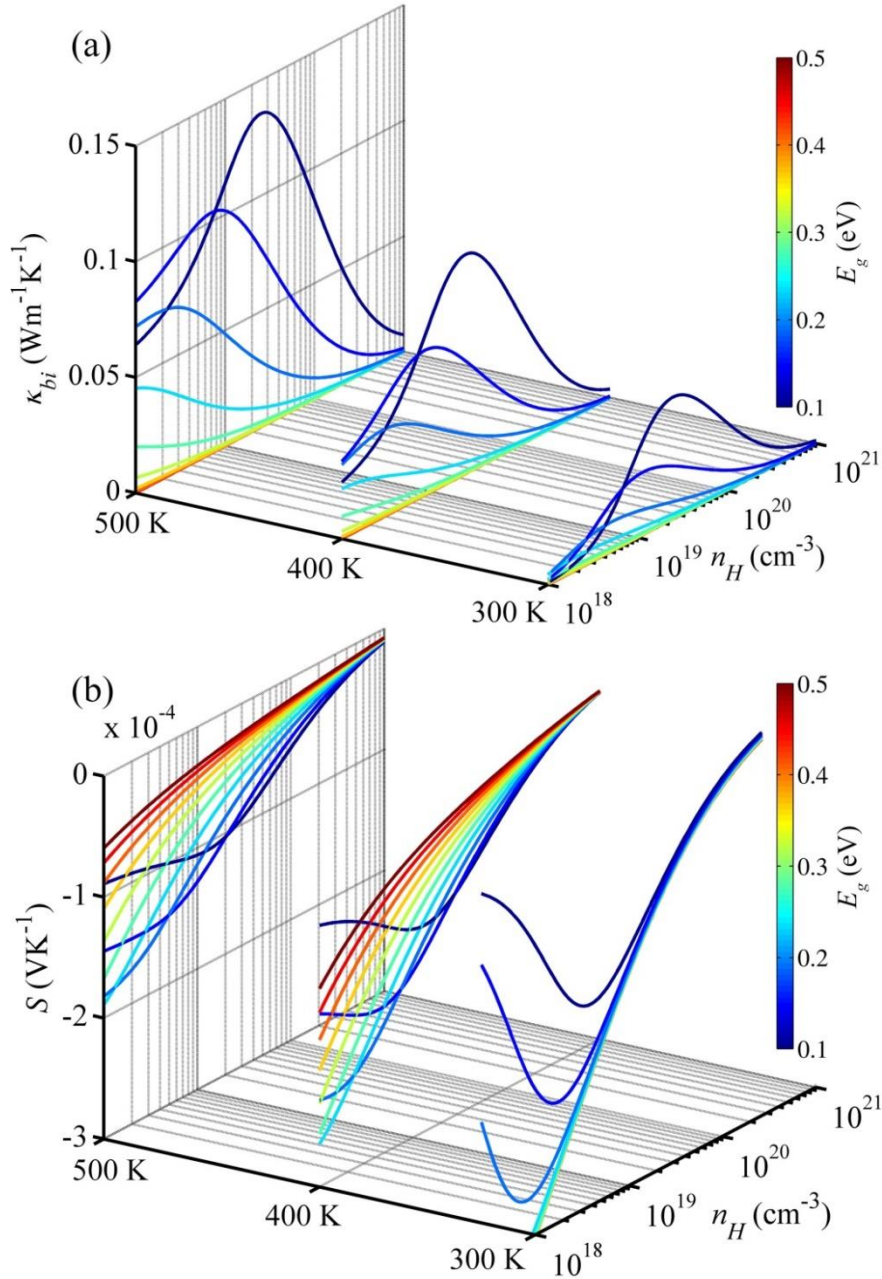 (a)
0.15
0.1
0.05
0
κbi (Wm⁻¹K⁻¹)
500 K
400 K
300 K
10¹⁸
10¹⁹
10²⁰
10²¹
nH (cm⁻³)
0.5
0.4
0.3
0.2
0.1
Eg (eV)
(b)
x 10⁻⁴
0
-1
-2
-3
S (VK⁻¹)
500 K
400 K
300 K
10¹⁸
10¹⁹
10²⁰
10²¹
nH (cm⁻³)
0.5
0.4
0.3
0.2
0.1
Eg (eV)